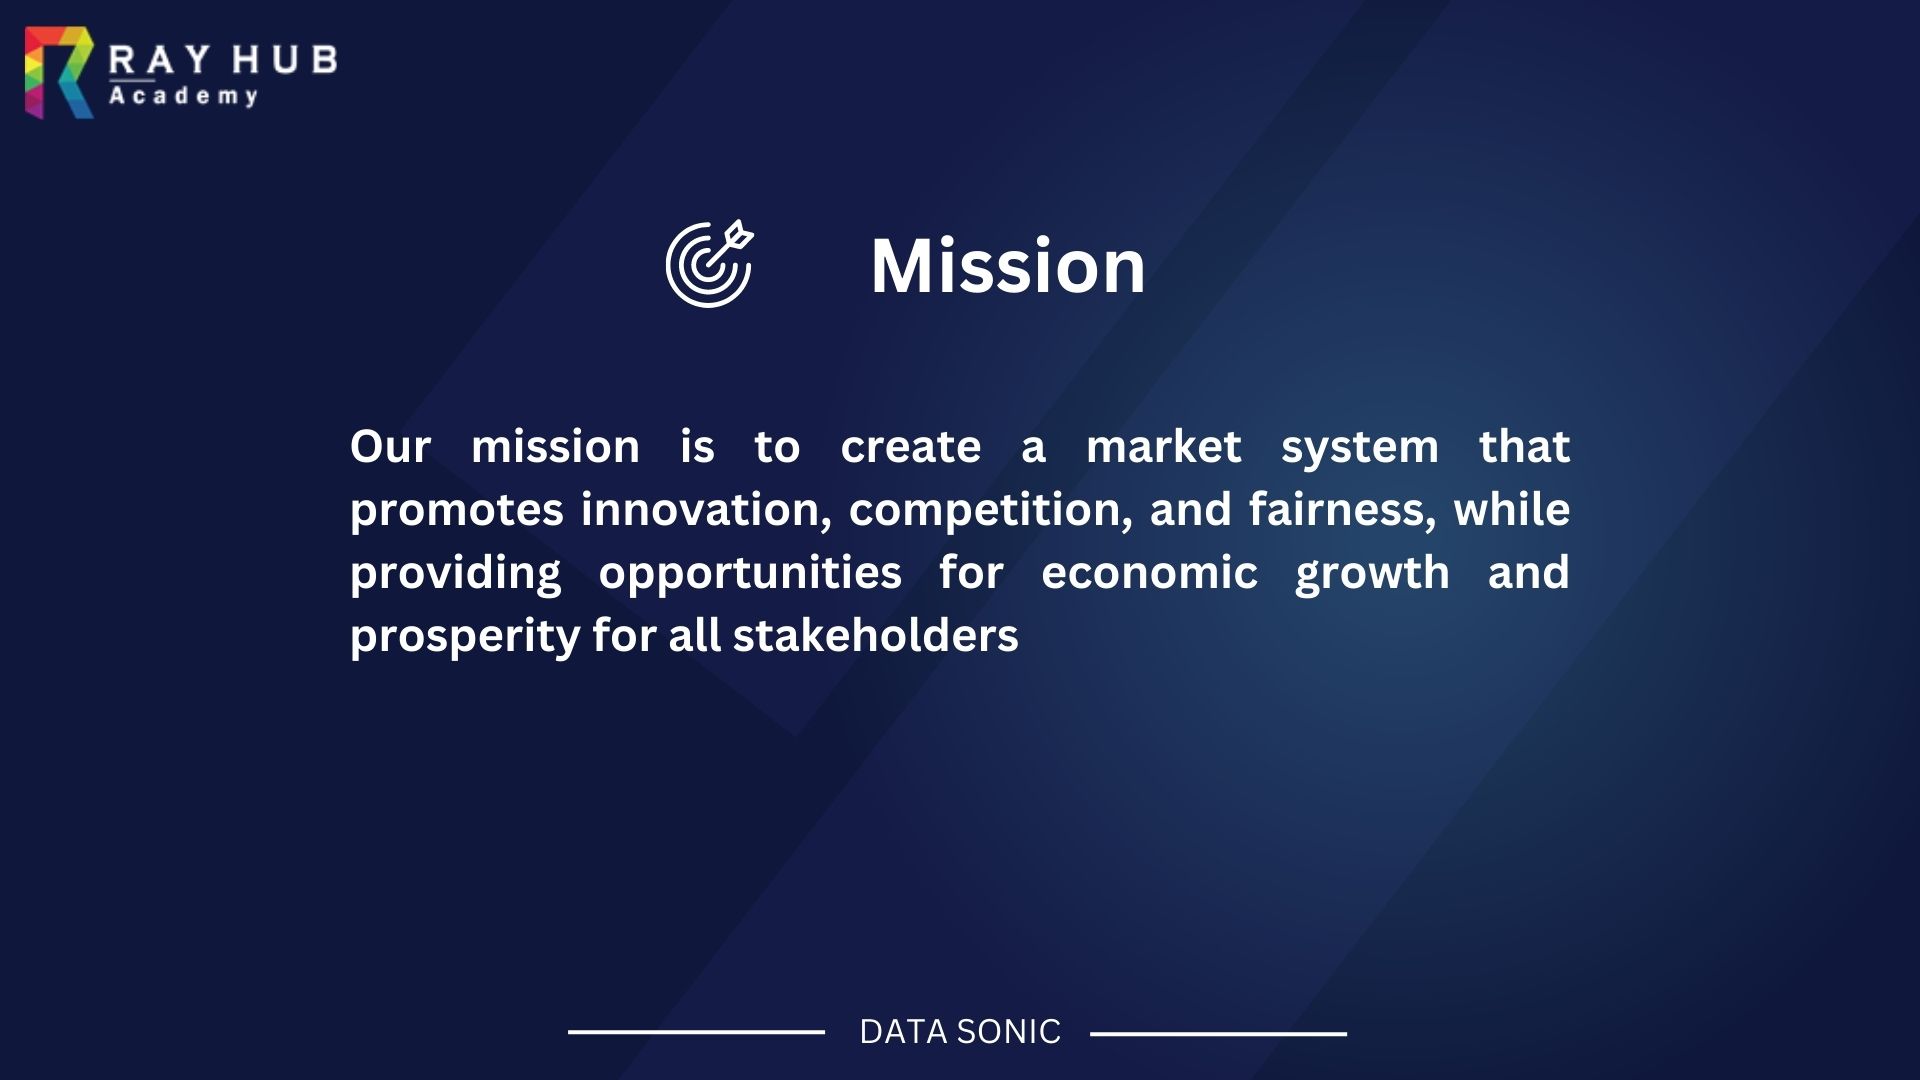 RAY HUB
Academy
Mission
Our mission is to create a market system that
promotes innovation, competition, and fairness, while
providing opportunities for economic growth and
prosperity for all stakeholders
DATA SONIC